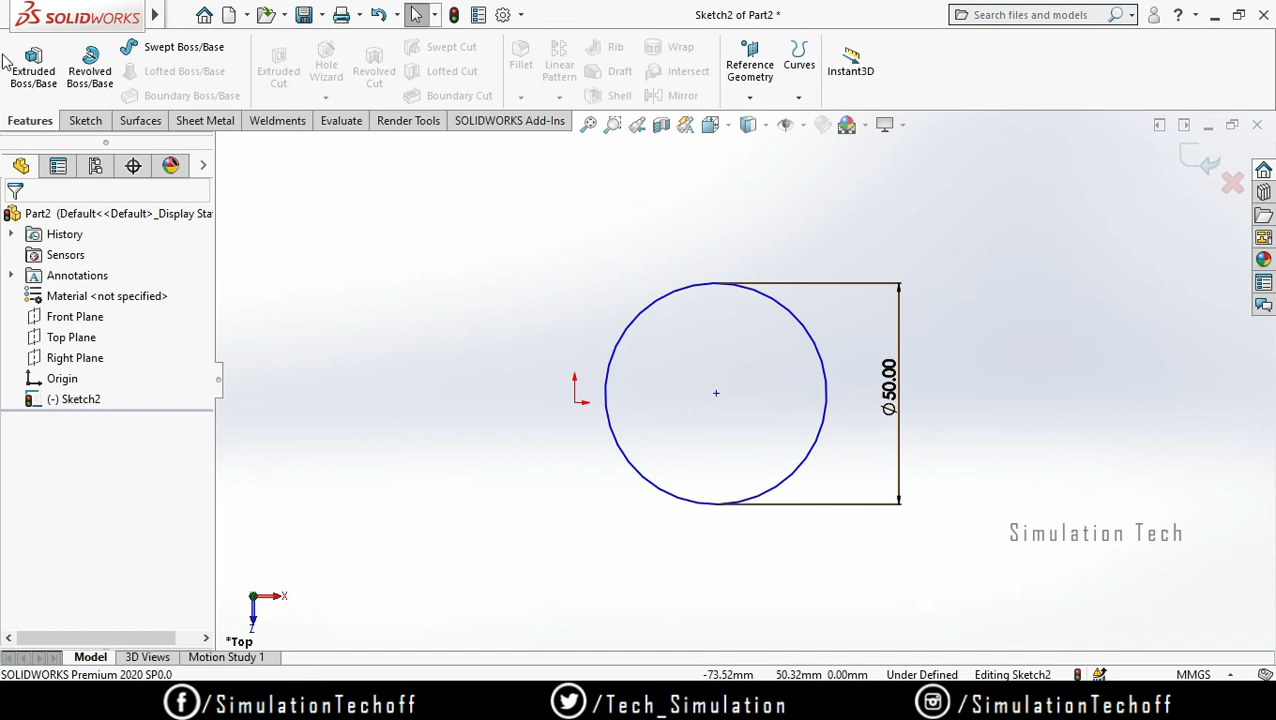 SOLIDWORKS
Sketch2 of Part2 *
Search files and models
Extruded
Boss/Base
Revolved
Boss/Base
Swept Boss/Base
Lofted Boss/Base
Boundary Boss/Base
Extruded
Cut
Hole
Wizard
Revolved
Cut
Swept Cut
Lofted Cut
Boundary Cut
Fillet
Linear
Pattern
Rib
Draft
Shell
Wrap
Intersect
Mirror
Reference
Geometry
Curves
Instant3D
Features Sketch Surfaces Sheet Metal Weldments Evaluate Render Tools SOLIDWORKS Add-Ins
Part2 (Default<<Default>_Display Sta
History
Sensors
Annotations
Material <not specified>
Front Plane
Top Plane
Right Plane
Origin
(-) Sketch2
Ø50.00
Simulation Tech
X
Z
*Top
Model 3D Views Motion Study 1
SOLIDWORKS Premium 2020 SP0.0 -73.52mm 50.32mm 0.00mm Under Defined Editing Sketch2 MMGS
/SimulationTechoff /Tech_Simulation /SimulationTechoff